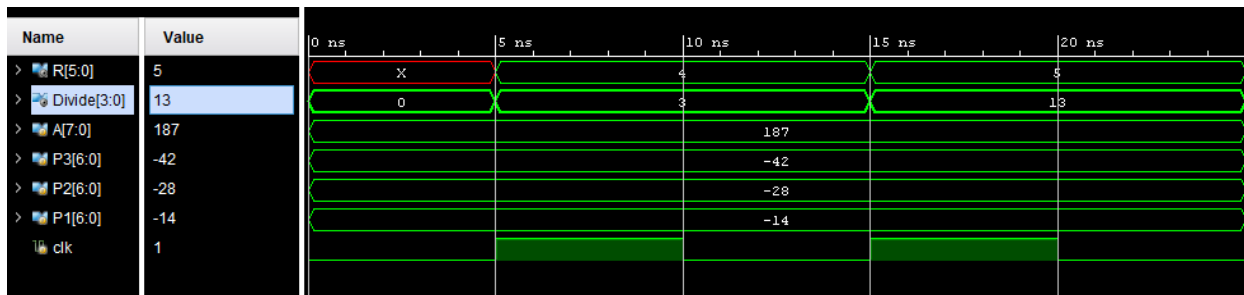 Name Value 0 ns 5 ns 10 ns 15 ns 20 ns
R[5:0] 5 X 4 5
Divide[3:0] 13 0 3 13
A[7:0] 187 187
P3[6:0] -42 -42
P2[6:0] -28 -28
P1[6:0] -14 -14
clk 1